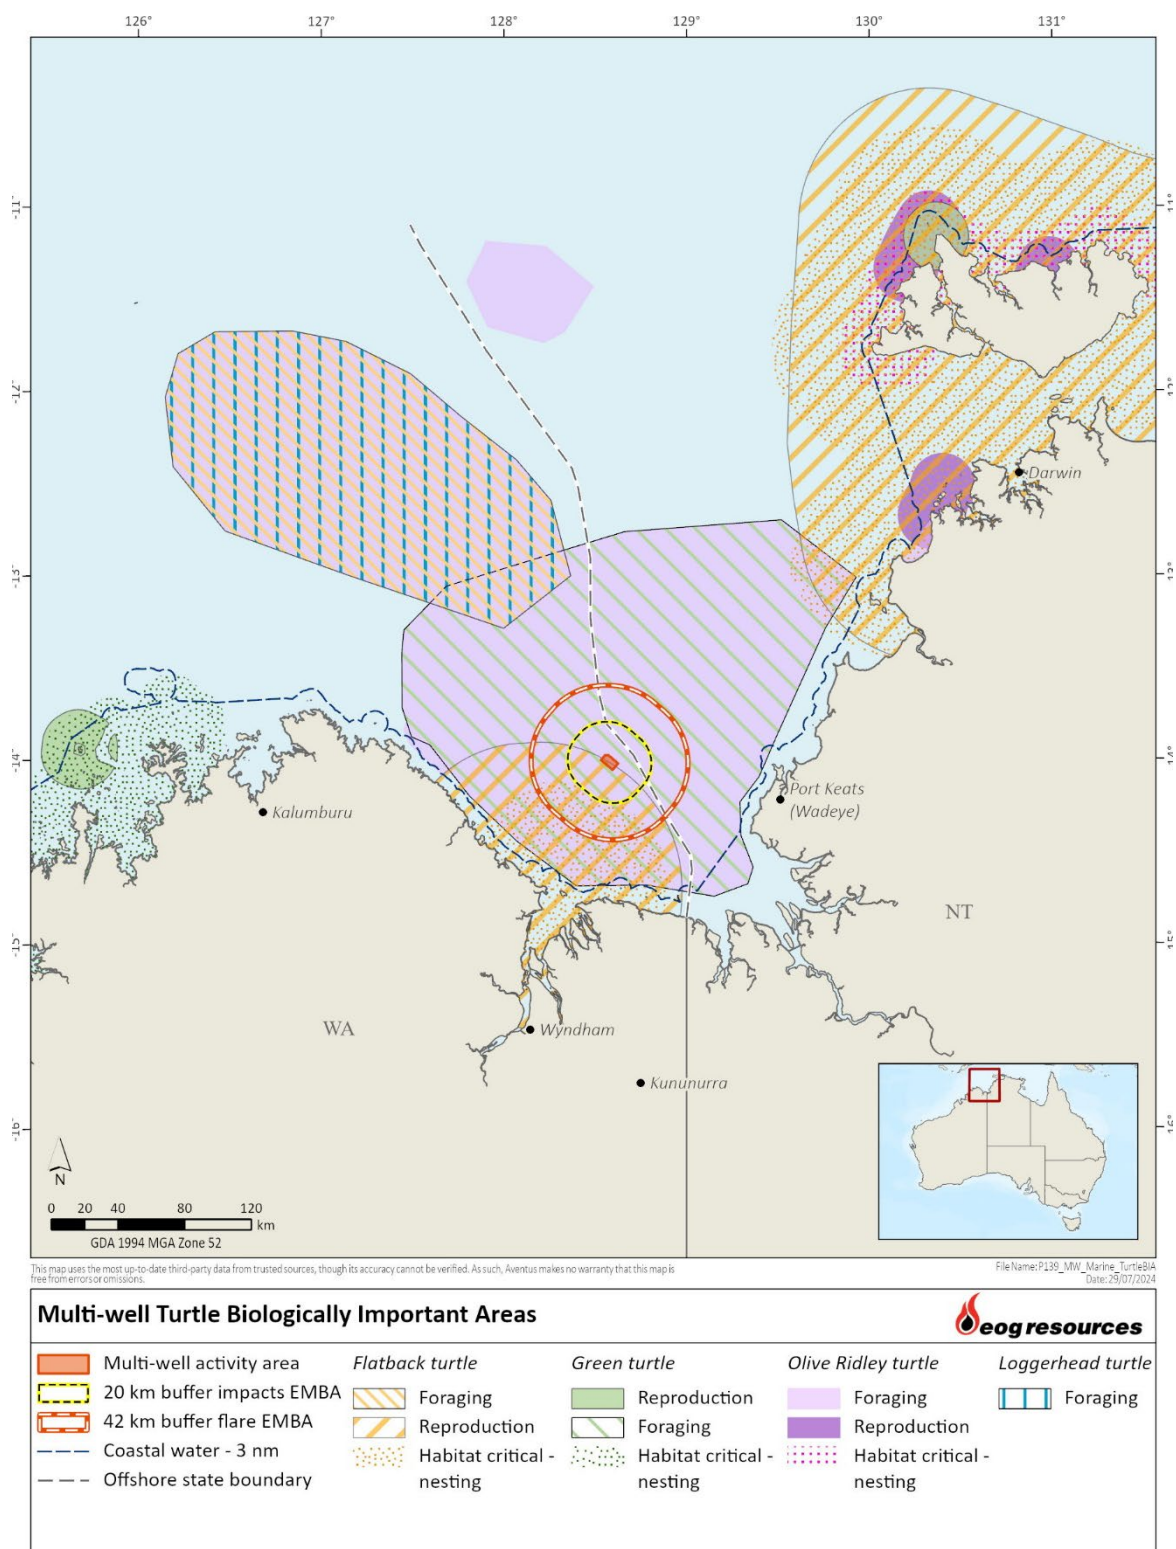 126° 127° 128° 129° 130° 131°
-11° -11°
-12° -12°
Darwin
-13° -13°
-14° -14°
Port Keats
(Wadeye)
Kalumburu
NT
-15° -15°
WA
Wyndham
Kununurra
-16° -16°
N
0 20 40 80 120
km
GDA 1994 MGA Zone 52
This map uses the most up-to-date third-party data from trusted sources, though its accuracy cannot be verified. As such, Aventus makes no warranty that this map is
free from errors or omissions.
File Name: P139_MW_Marine_TurtleBIA
Date: 29/07/2024
Multi-well Turtle Biologically Important Areas
eog resources
Multi-well activity area
20 km buffer impacts EMBA
42 km buffer flare EMBA
Coastal water - 3 nm
Offshore state boundary
Flatback turtle
Foraging
Reproduction
Habitat critical -
nesting
Green turtle
Reproduction
Foraging
Habitat critical -
nesting
Olive Ridley turtle
Foraging
Reproduction
Habitat critical -
nesting
Loggerhead turtle
Foraging